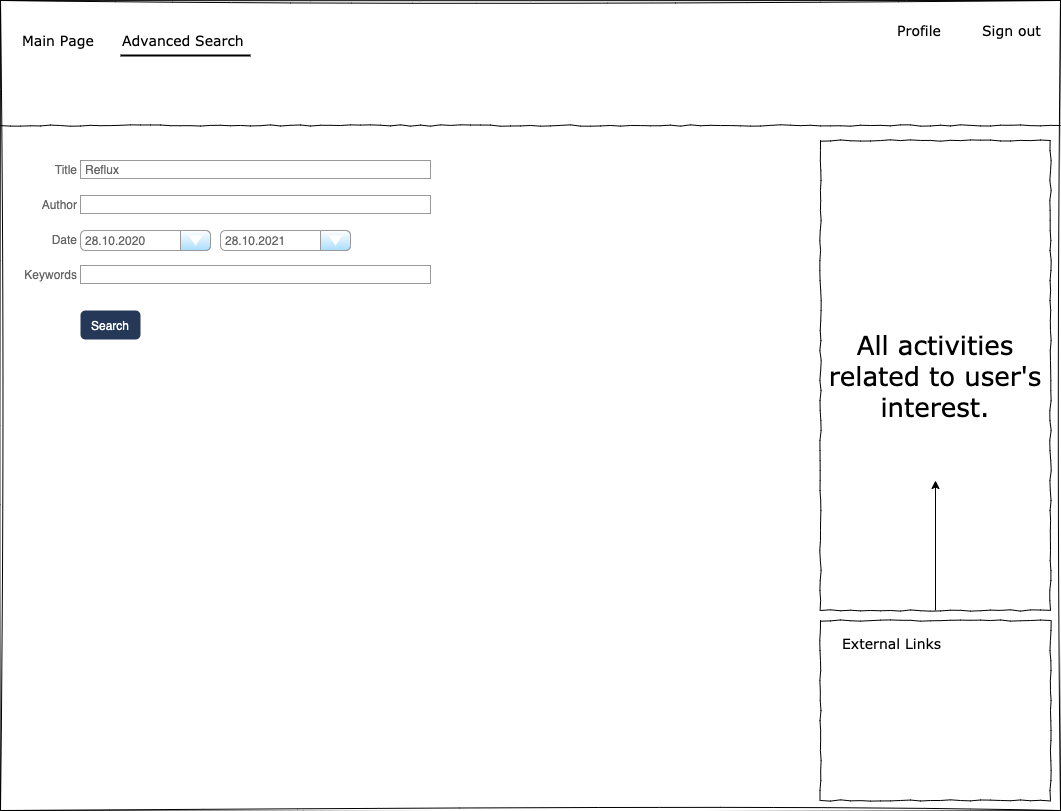 Main Page Advanced Search Profile Sign out
Title Reflux
Author
Date 28.10.2020 28.10.2021
Keywords
Search
All activities
related to user's
interest.
External Links